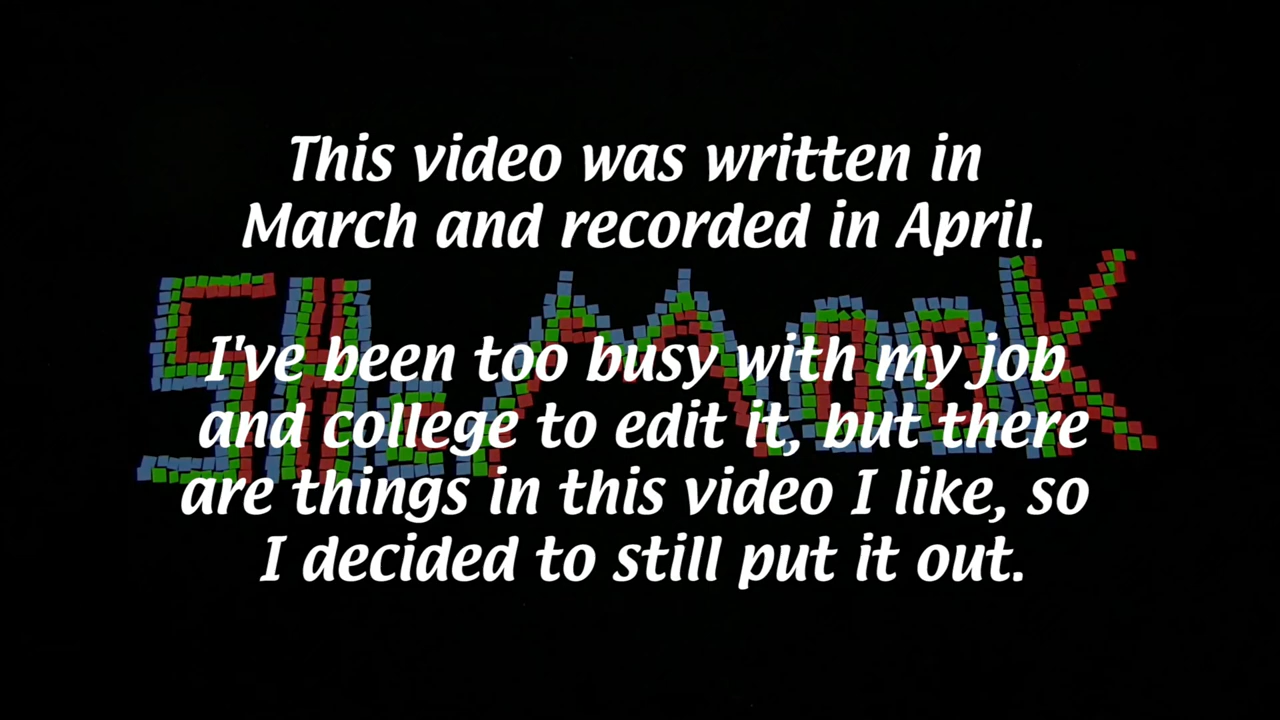 This video was written in
March and recorded in April.
I've been too busy with my job
and college to edit it, but there
are things in this video I like, so
I decided to still put it out.